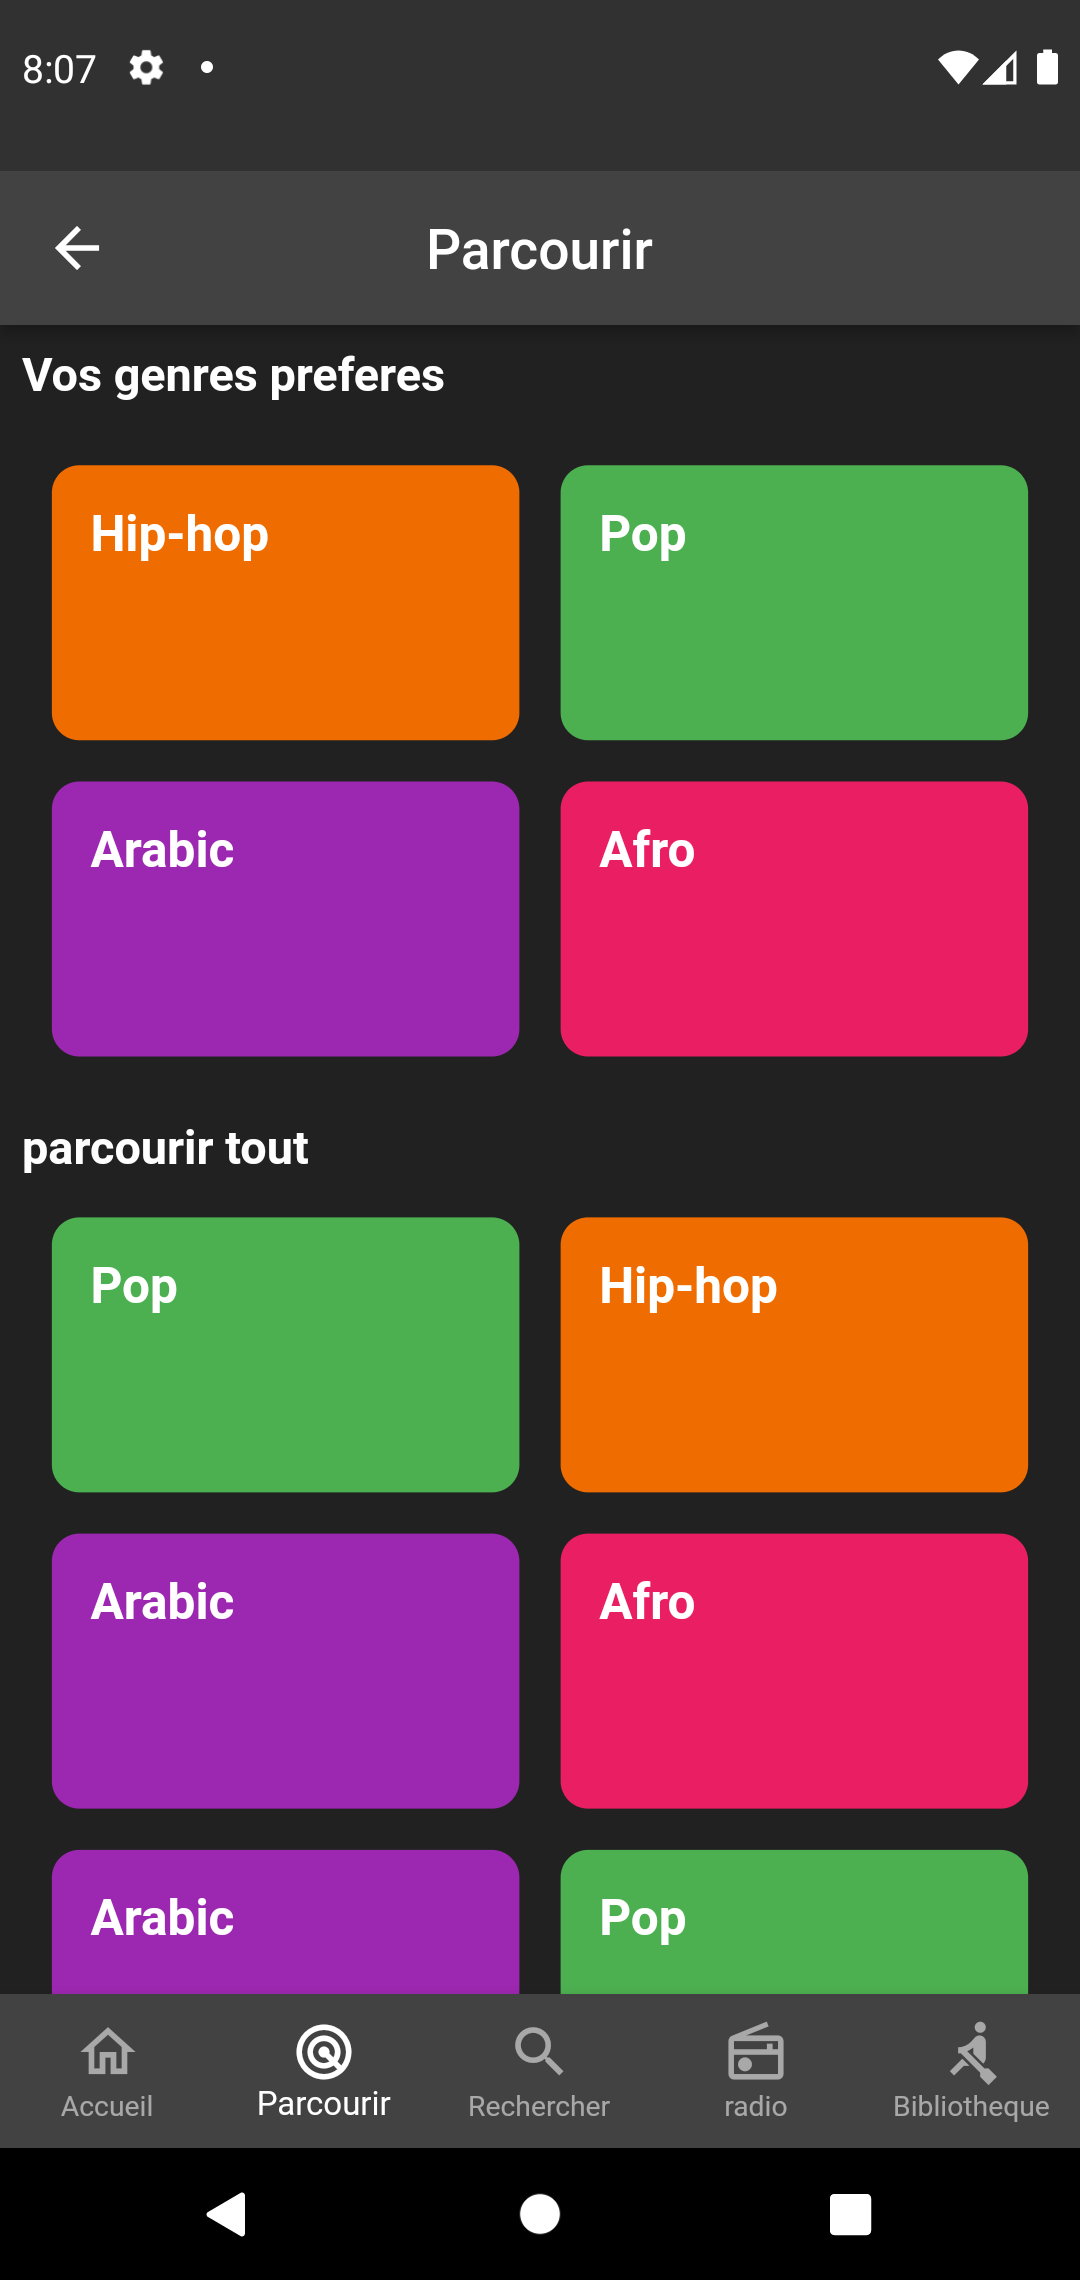 8:07
Parcourir
Vos genres preferes
Hip-hop
Pop
Arabic
Afro
parcourir tout
Pop
Hip-hop
Arabic
Afro
Arabic
Pop
Accueil
Parcourir
Rechercher
radio
Bibliotheque